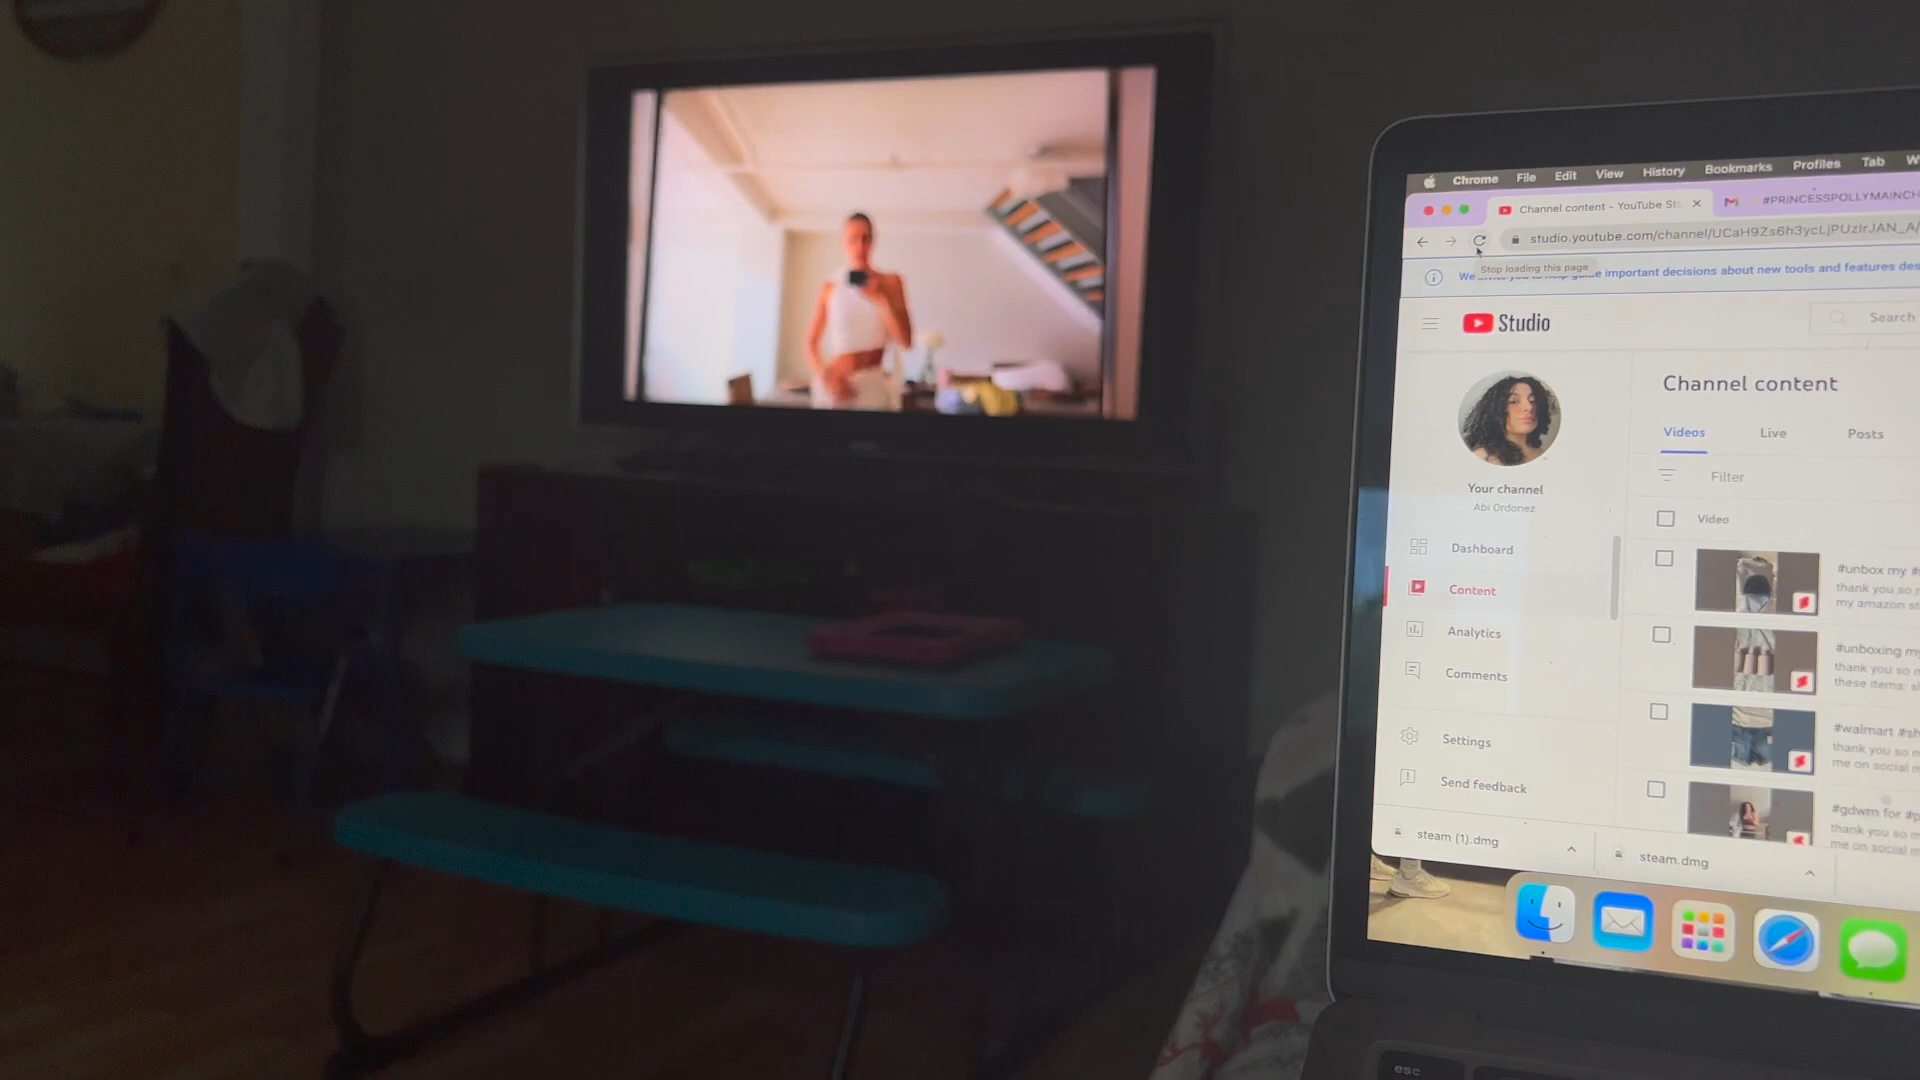 Chrome File Edit View History Bookmarks Profiles Tab
Channel content - YouTube St
#PRINCESSPOLLYMAINCH
studio.youtube.com/channel/
Stop loading this page
We
important decisions about new tools and features
Studio
Search
Your channel
Abi Ordonez
Dashboard
Content
Analytics
Comments
Settings
Send feedback
Channel content
Videos Live Posts
Filter
Video
#unbox my
thank you so
my amazon
#unboxing my
thank you so
these items:
#walmart
thank you so
me on social
#gdwm for
thank you so
me on social
steam (1).dmg
steam.dmg
esc